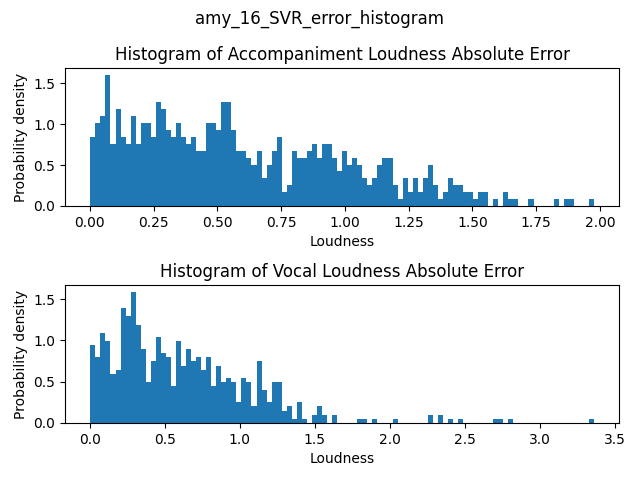 amy_16_SVR_error_histogram
Histogram of Accompaniment Loudness Absolute Error
Probability density
1.5
1.0
0.5
0.0
0.00 0.25 0.50 0.75 1.00 1.25 1.50 1.75 2.00
Loudness
Histogram of Vocal Loudness Absolute Error
Probability density
1.5
1.0
0.5
0.0
0.0 0.5 1.0 1.5 2.0 2.5 3.0 3.5
Loudness